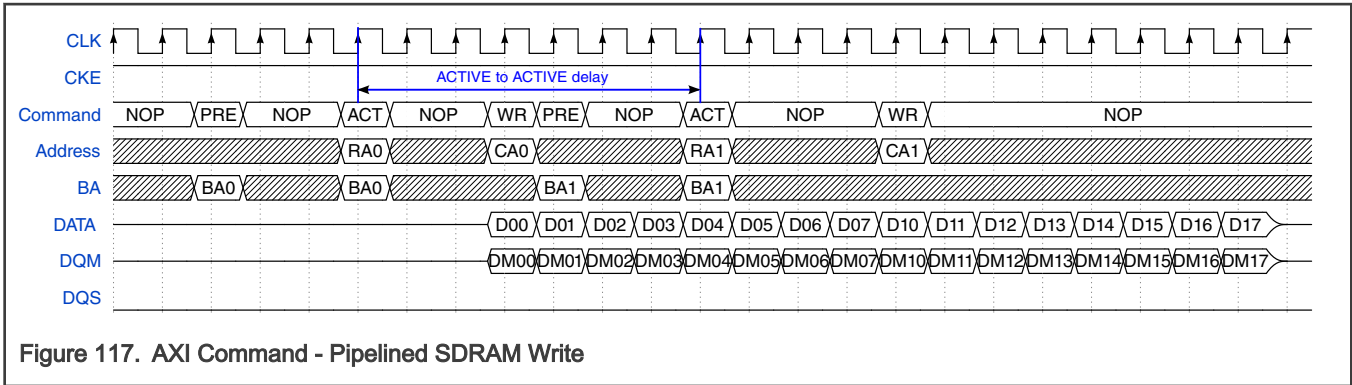 CLK
CKE
ACTIVE to ACTIVE delay
Command NOP PRE NOP ACT NOP WR PRE NOP ACT NOP WR NOP
Address RA0 CA0 RA1 CA1
BA BA0 BA0 BA1 BA1
DATA D00 D01 D02 D03 D04 D05 D06 D07 D10 D11 D12 D13 D14 D15 D16 D17
DQM DM00 DM01 DM02 DM03 DM04 DM05 DM06 DM07 DM10 DM11 DM12 DM13 DM14 DM15 DM16 DM17
DQS
Figure 117. AXI Command - Pipelined SDRAM Write